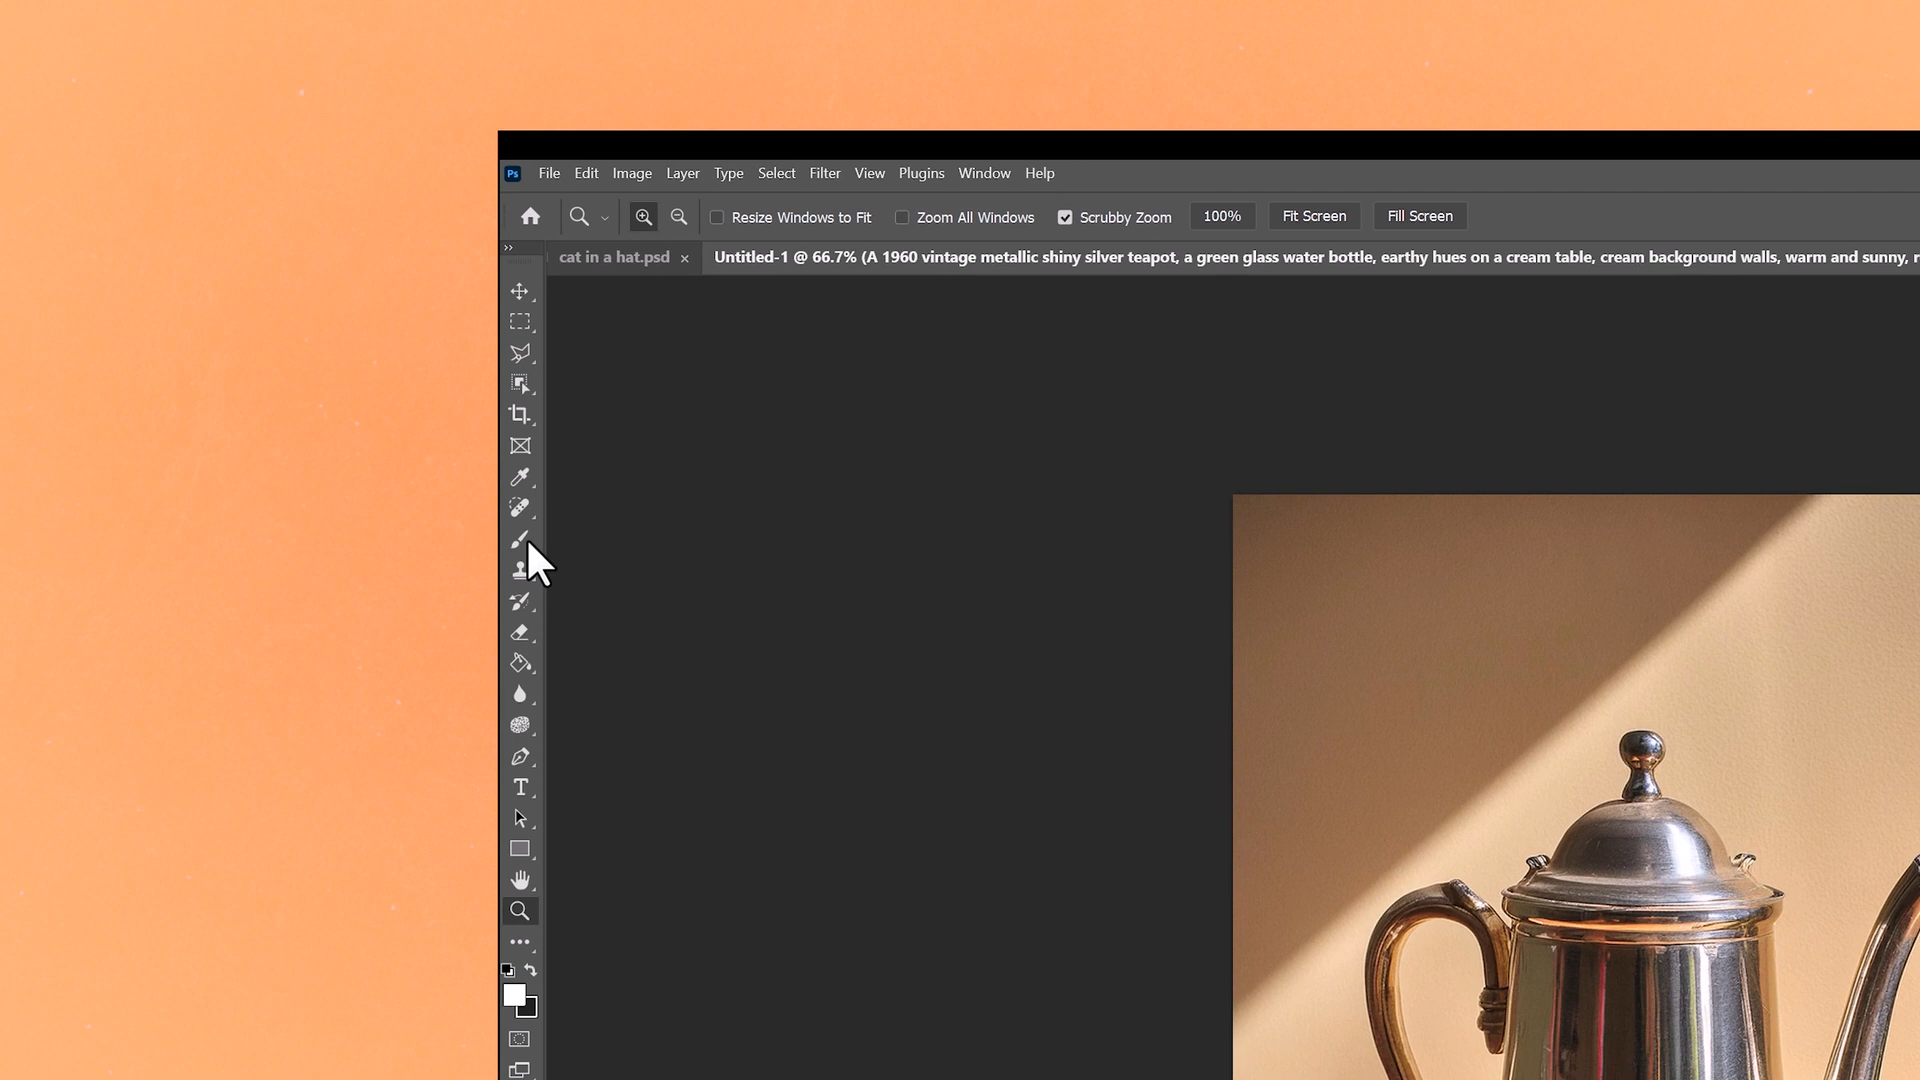 Ps File Edit Image Layer Type Select Filter View Plugins Window Help
Resize Windows to Fit Zoom All Windows Scrubby Zoom 100% Fit Screen Fill Screen
cat in a hat.psd × Untitled-1 @ 66.7% (A 1960 vintage metallic shiny silver teapot, a green glass water bottle, earthy hues on a cream table, cream background walls, warm and sunny, r